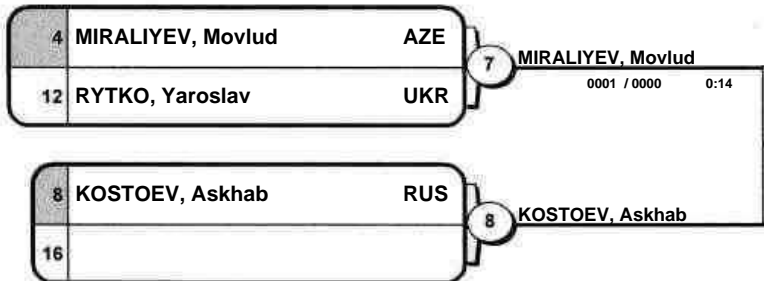 4 MIRALIYEV, Movlud AZE
7 MIRALIYEV, Movlud
0001 / 0000 0:14
12 RYTKO, Yaroslav UKR
8 KOSTOEV, Askhab RUS
8 KOSTOEV, Askhab
16